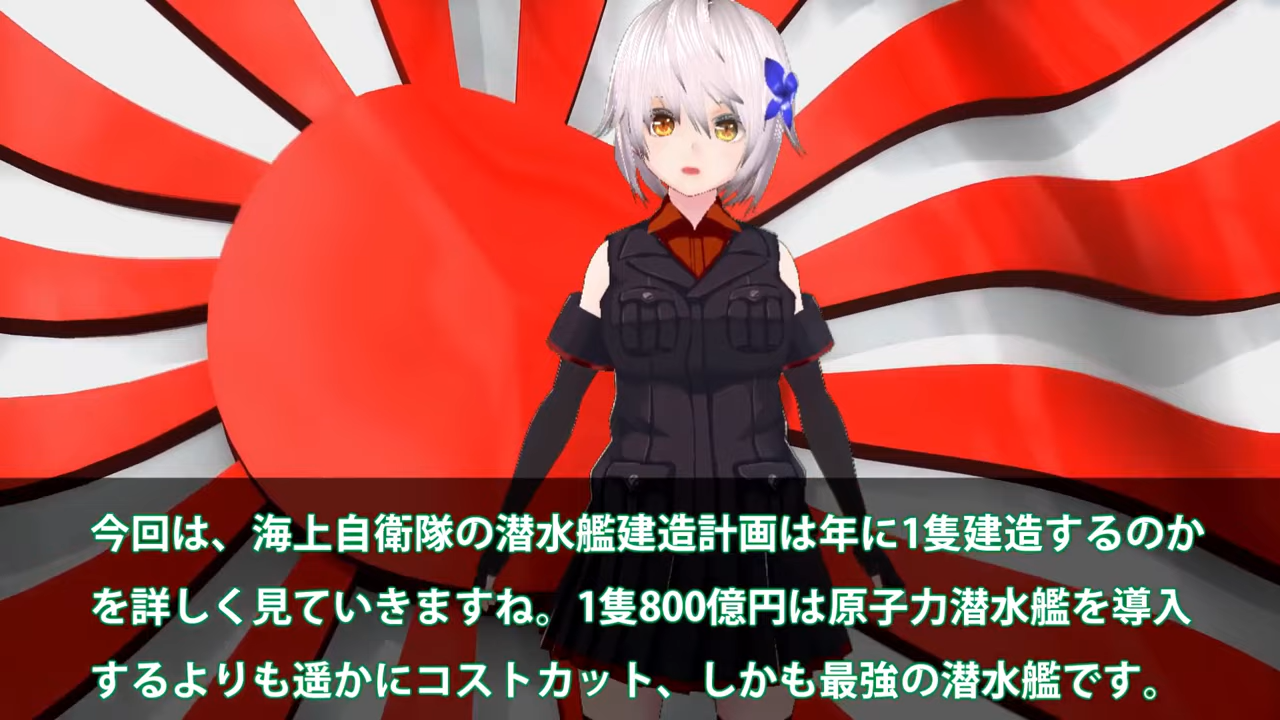 今回は、海上自衛隊の潜水艦建造計画は年に1隻建造するのか
を詳しく見ていきますね。1隻800億円は原子力潜水艦を導入
するよりも遥かにコストカット、しかも最強の潜水艦です。